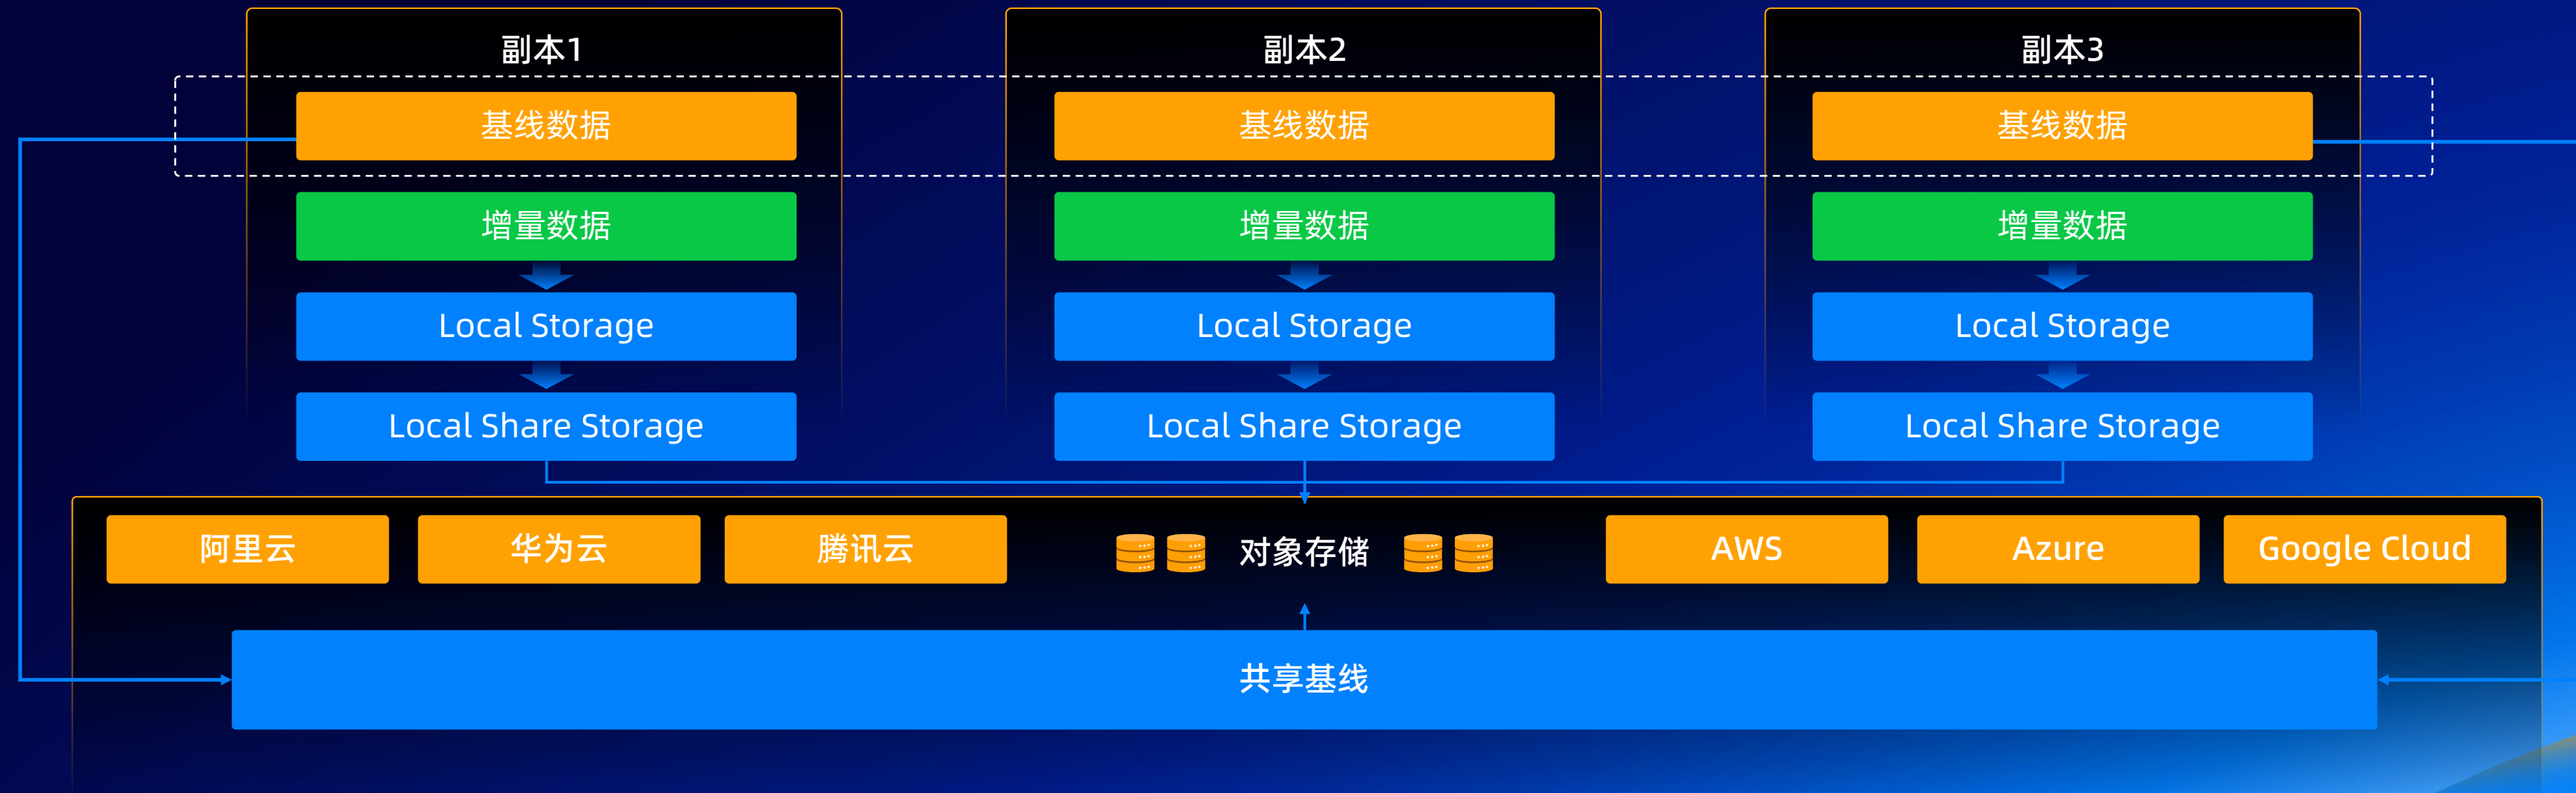 副本1
副本2
副本3
基线数据
基线数据
基线数据
增量数据
增量数据
增量数据
Local Storage
Local Storage
Local Storage
Local Share Storage
Local Share Storage
Local Share Storage
阿里云
华为云
腾讯云
对象存储
AWS
Azure
Google Cloud
共享基线